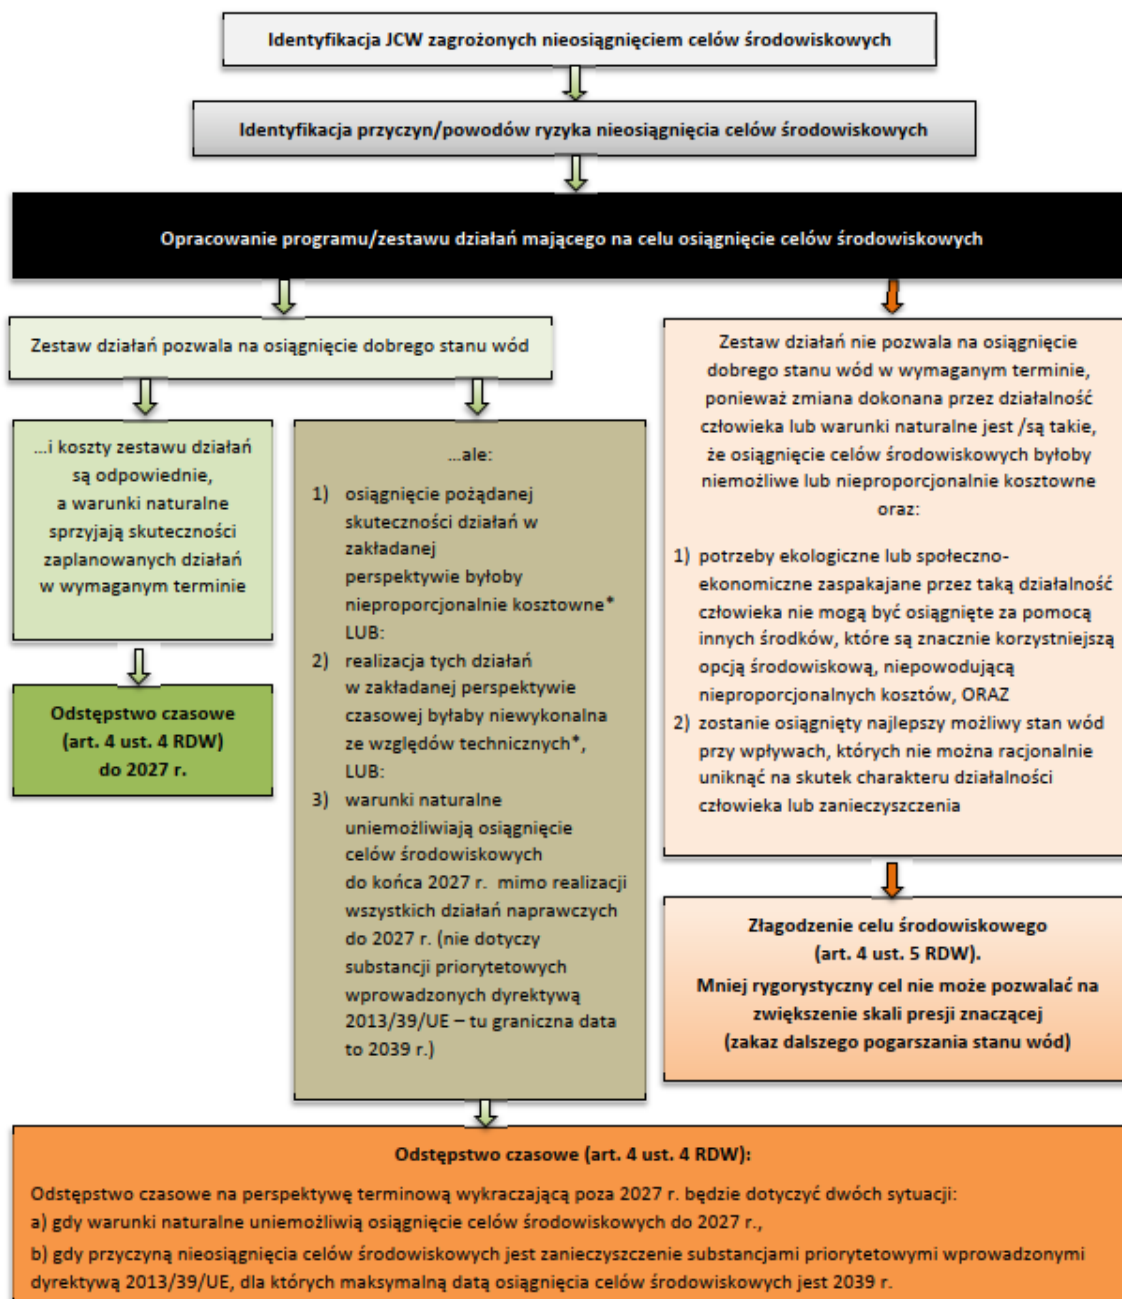 Identyfikacja JCW zagrożonych nieosiągnięciem celów środowiskowych
Identyfikacja przyczyn/powodów ryzyka nieosiągnięcia celów środowiskowych
Opracowanie programu/zestawu działań mającego na celu osiągnięcie celów środowiskowych
Zestaw działań pozwala na osiągnięcie dobrego stanu wód
...i koszty zestawu działań
są odpowiednie,
a warunki naturalne
sprzyjają skuteczności
zaplanowanych działań
w wymaganym terminie
Odstępstwo czasowe
(art. 4 ust. 4 RDW)
do 2027 r.
...ale:
1) osiągnięcie pożądanej
skuteczności działań w
zakładanej
perspektywie byłoby
nieproporcjonalnie kosztowne*
LUB:
2) realizacja tych działań
w zakładanej perspektywie
czasowej byłaby niewykonalna
ze względów technicznych*,
LUB:
3) warunki naturalne
uniemożliwiają osiągnięcie
celów środowiskowych
do końca 2027 r. mimo realizacji
wszystkich działań naprawczych
do 2027 r. (nie dotyczy
substancji priorytetowych
wprowadzonych dyrektywą
2013/39/UE – tu graniczna data
to 2039 r.)
Zestaw działań nie pozwala na osiągnięcie
dobrego stanu wód w wymaganym terminie,
ponieważ zmiana dokonana przez działalność
człowieka lub warunki naturalne jest /są takie,
że osiągnięcie celów środowiskowych byłoby
niemożliwe lub nieproporcjonalnie kosztowne
oraz:
1) potrzeby ekologiczne lub społeczno-
ekonomiczne zaspakajane przez taką działalność
człowieka nie mogą być osiągnięte za pomocą
innych środków, które są znacznie korzystniejszą
opcją środowiskową, niepowodującą
nieproporcjonalnych kosztów, ORAZ
2) zostanie osiągnięty najlepszy możliwy stan wód
przy wpływach, których nie można racjonalnie
uniknąć na skutek charakteru działalności
człowieka lub zanieczyszczenia
Złagodzenie celu środowiskowego
(art. 4 ust. 5 RDW).
Mniej rygorystyczny cel nie może pozwalać na
zwiększenie skali presji znaczącej
(zakaz dalszego pogarszania stanu wód)
Odstępstwo czasowe (art. 4 ust. 4 RDW):
Odstępstwo czasowe na perspektywę terminową wykraczającą poza 2027 r. będzie dotyczyć dwóch sytuacji:
a) gdy warunki naturalne uniemożliwią osiągnięcie celów środowiskowych do 2027 r.,
b) gdy przyczyną nieosiągnięcia celów środowiskowych jest zanieczyszczenie substancjami priorytetowymi wprowadzonymi
dyrektywą 2013/39/UE, dla których maksymalną datą osiągnięcia celów środowiskowych jest 2039 r.